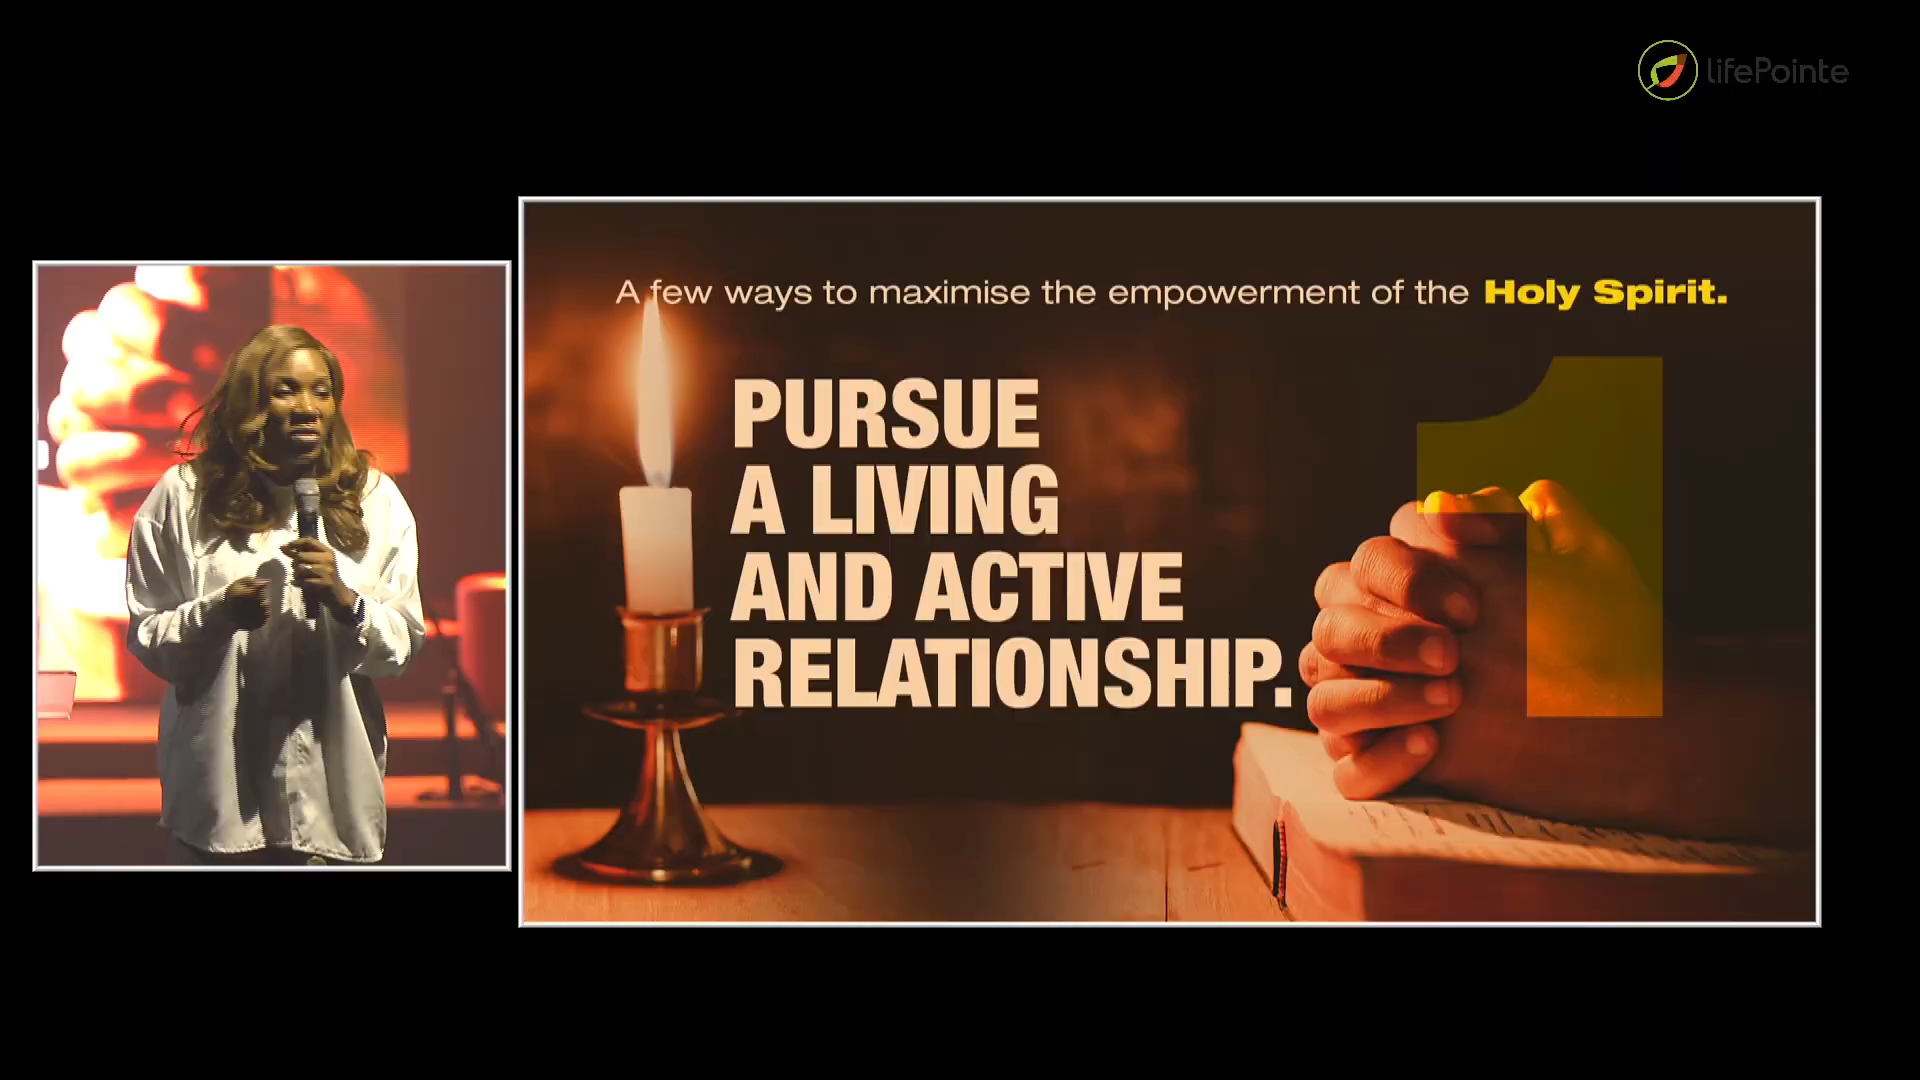 lifePointe
A few ways to maximise the empowerment of the Holy Spirit.
PURSUE
A LIVING
AND ACTIVE
RELATIONSHIP.
1